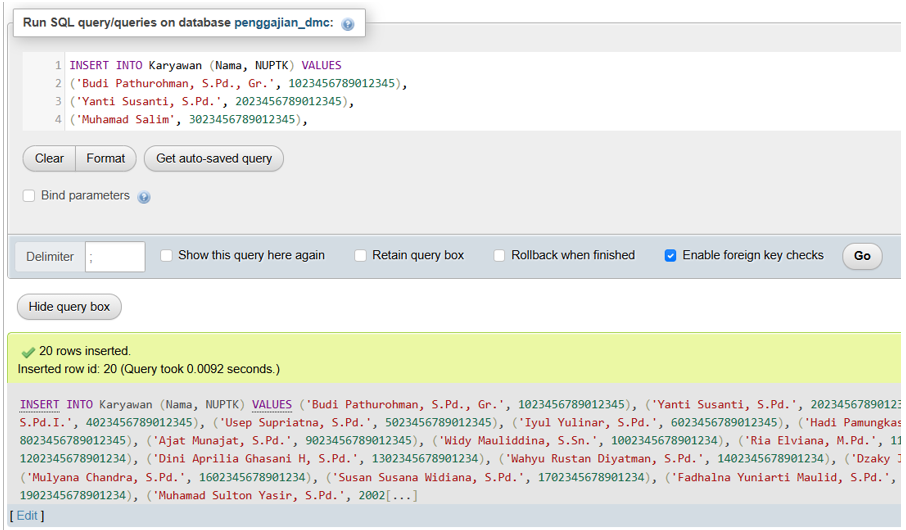 Run SQL query/queries on database penggajian_dmc:
1 INSERT INTO Karyawan (Nama, NUPTK) VALUES
2 ('Budi Pathurohman, S.Pd., Gr.', 1023456789012345),
3 ('Yanti Susanti, S.Pd.', 2023456789012345),
4 ('Muhamad Salim', 3023456789012345),
Clear Format Get auto-saved query
Bind parameters
Delimiter ; Show this query here again Retain query box Rollback when finished Enable foreign key checks Go
Hide query box
20 rows inserted.
Inserted row id: 20 (Query took 0.0092 seconds.)
INSERT INTO Karyawan (Nama, NUPTK) VALUES ('Budi Pathurohman, S.Pd., Gr.', 1023456789012345), ('Yanti Susanti, S.Pd.', 20234567890123
S.Pd.I.', 4023456789012345), ('Usep Supriatna, S.Pd.', 5023456789012345), ('Iyul Yulinar, S.Pd.', 6023456789012345), ('Hadi Pamungkas
8023456789012345), ('Ajat Munajat, S.Pd.', 9023456789012345), ('Widy Mauliddina, S.Sn.', 1002345678901234), ('Ria Elviana, M.Pd.', 11
1202345678901234), ('Dini Aprilia Ghasani H, S.Pd.', 1302345678901234), ('Wahyu Rustan Diyatman, S.Pd.', 1402345678901234), ('Dzaky
('Mulyana Chandra, S.Pd.', 1602345678901234), ('Susan Susana Widiana, S.Pd.', 1702345678901234), ('Fadhalna Yuniarti Maulid, S.Pd.',
1902345678901234), ('Muhamad Sulton Yasir, S.Pd.', 2002[...]
[ Edit ]